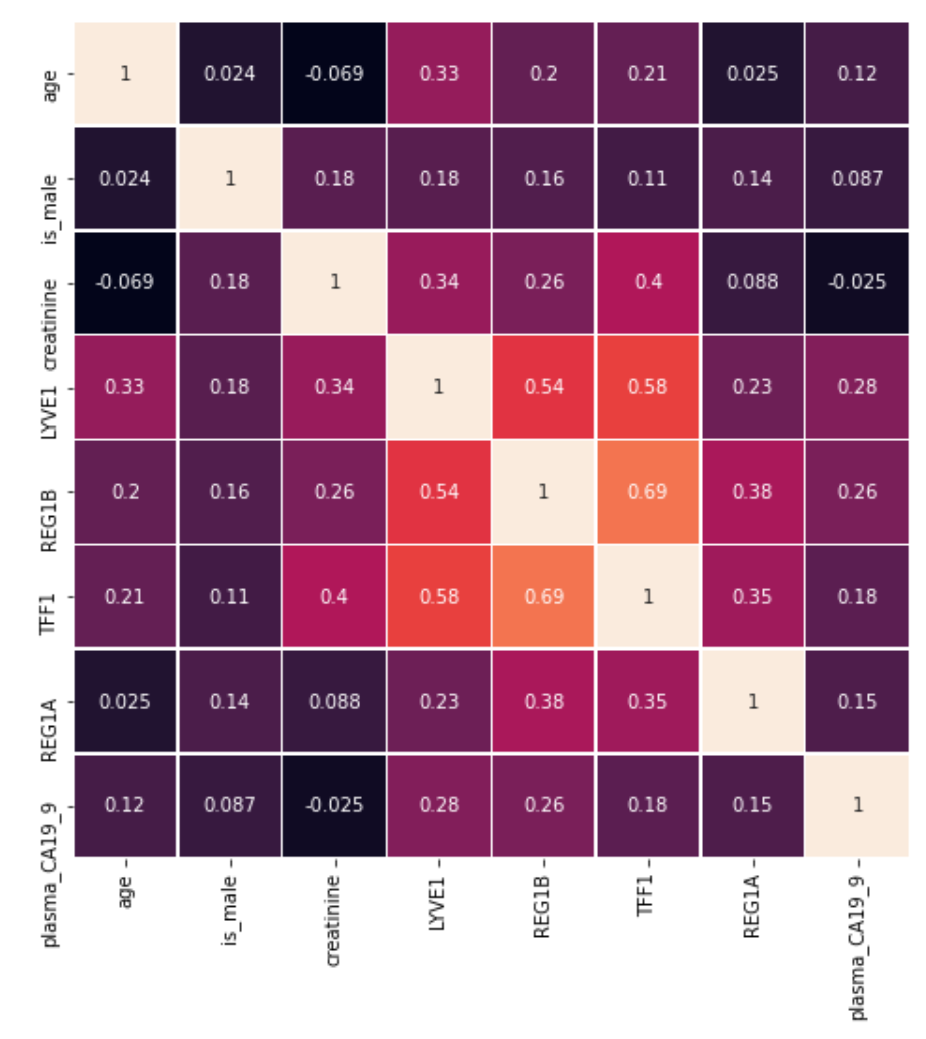 age 1 0.024 -0.069 0.33 0.2 0.21 0.025 0.12
is_male 0.024 1 0.18 0.18 0.16 0.11 0.14 0.087
creatinine -0.069 0.18 1 0.34 0.26 0.4 0.088 -0.025
LYVE1 0.33 0.18 0.34 1 0.54 0.58 0.23 0.28
REG1B 0.2 0.16 0.26 0.54 1 0.69 0.38 0.26
TFF1 0.21 0.11 0.4 0.58 0.69 1 0.35 0.18
REG1A 0.025 0.14 0.088 0.23 0.38 0.35 1 0.15
plasma_CA19_9 0.12 0.087 -0.025 0.28 0.26 0.18 0.15 1
age is_male creatinine LYVE1 REG1B TFF1 REG1A plasma_CA19_9